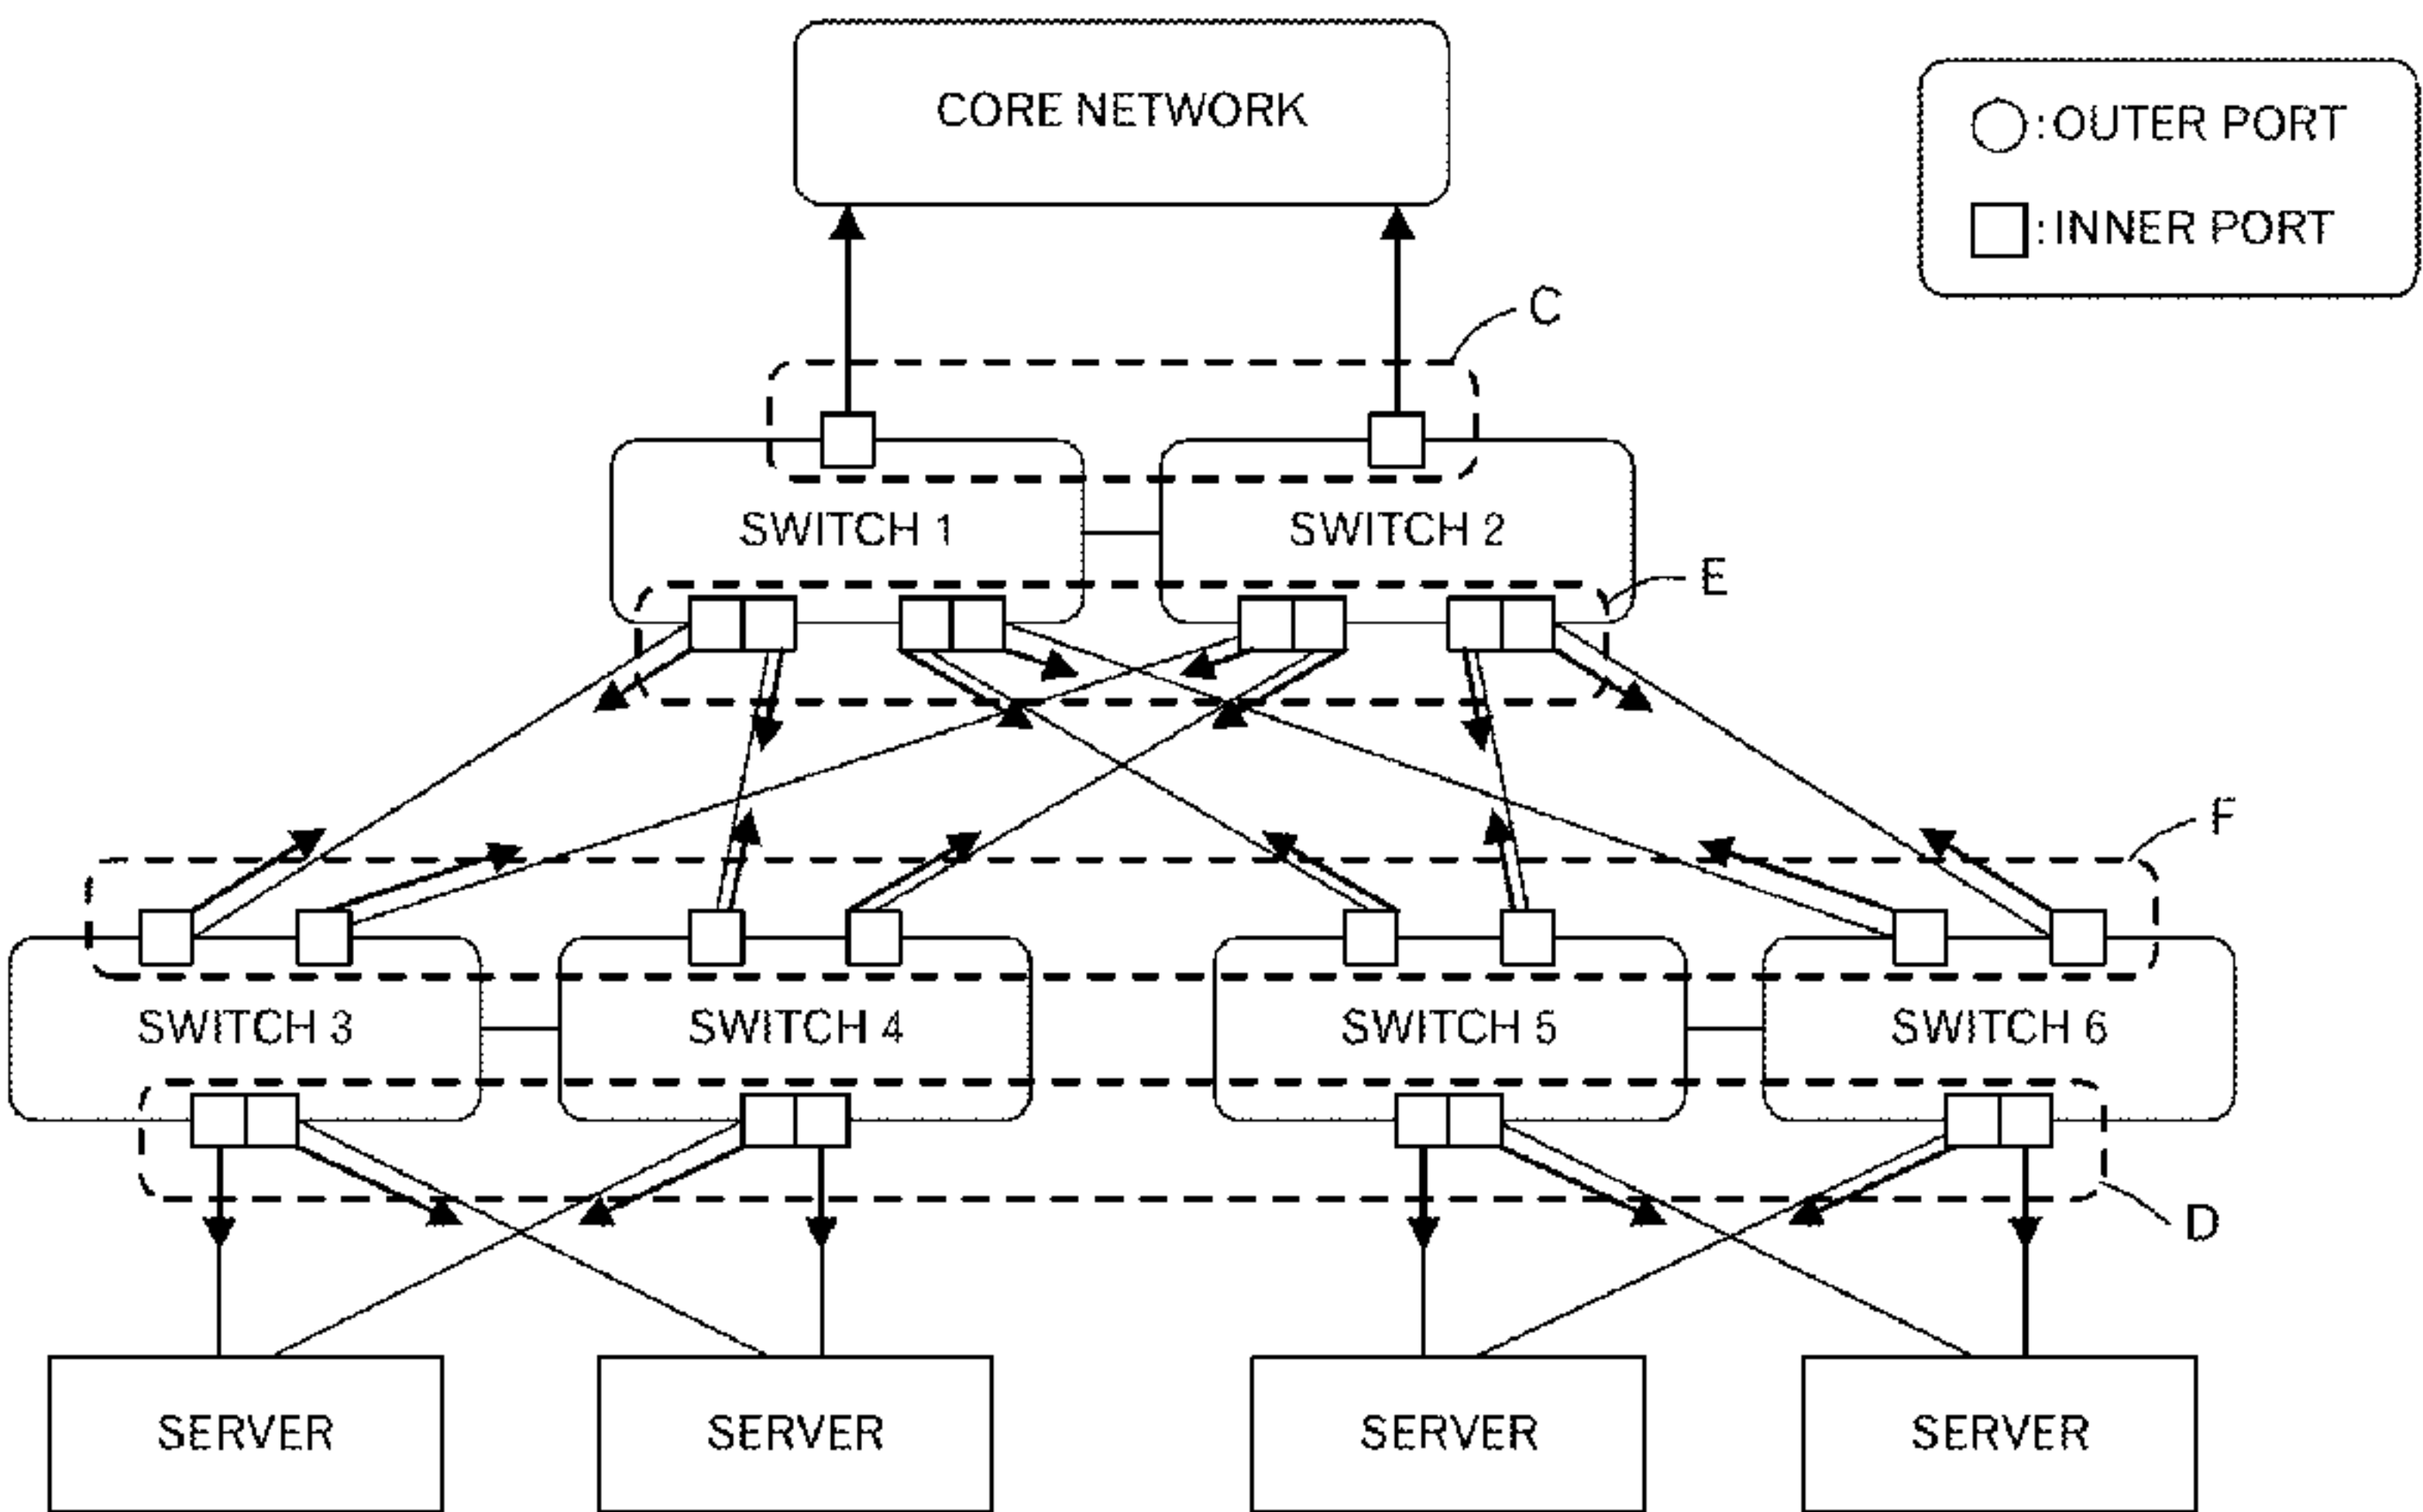 CORE NETWORK
:OUTER PORT
:INNER PORT
C
SWITCH 1
SWITCH 2
E
F
SWITCH 3
SWITCH 4
SWITCH 5
SWITCH 6
D
SERVER
SERVER
SERVER
SERVER